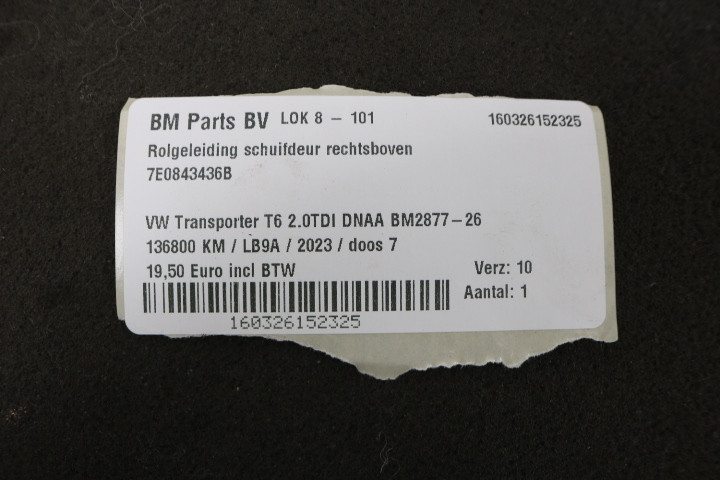 BM Parts BV LOK 8 - 101 160326152325
Rolgeleiding schuifdeur rechtsboven
7E0843436B
VW Transporter T6 2.0TDI DNAA BM2877-26
136800 KM / LB9A / 2023 / doos 7
19,50 Euro incl BTW Verz: 10
Aantal: 1
160326152325